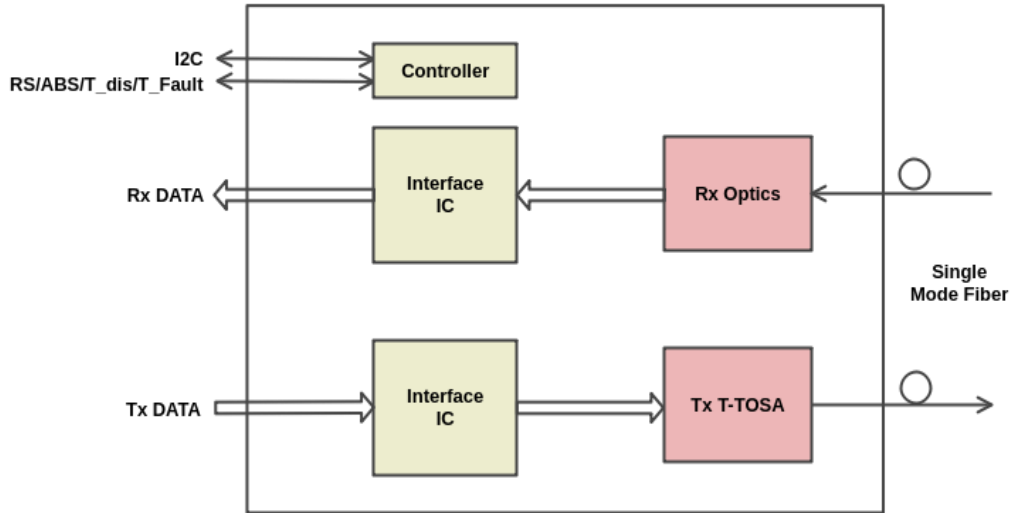 I2C
RS/ABS/T_dis/T_Fault
Controller
Rx DATA
Interface
IC
Rx Optics
Single
Mode Fiber
Tx DATA
Interface
IC
Tx T-TOSA